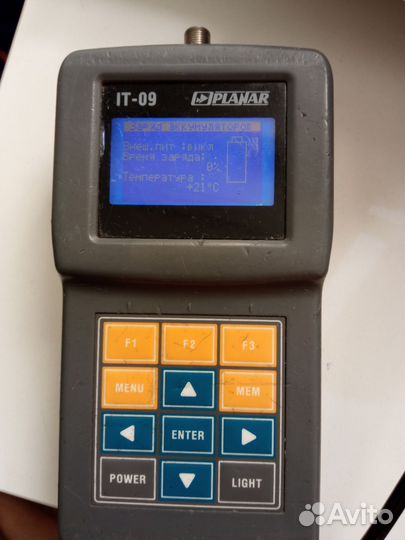 IT-09 PLANAR
ЗАРЯД АККУМУЛЯТОРОВ
Внеш.пит :выкл
Время заряда:
0%
Температура :
+21°C
F1 F2 F3
MENU MEM
ENTER
POWER LIGHT
Avito